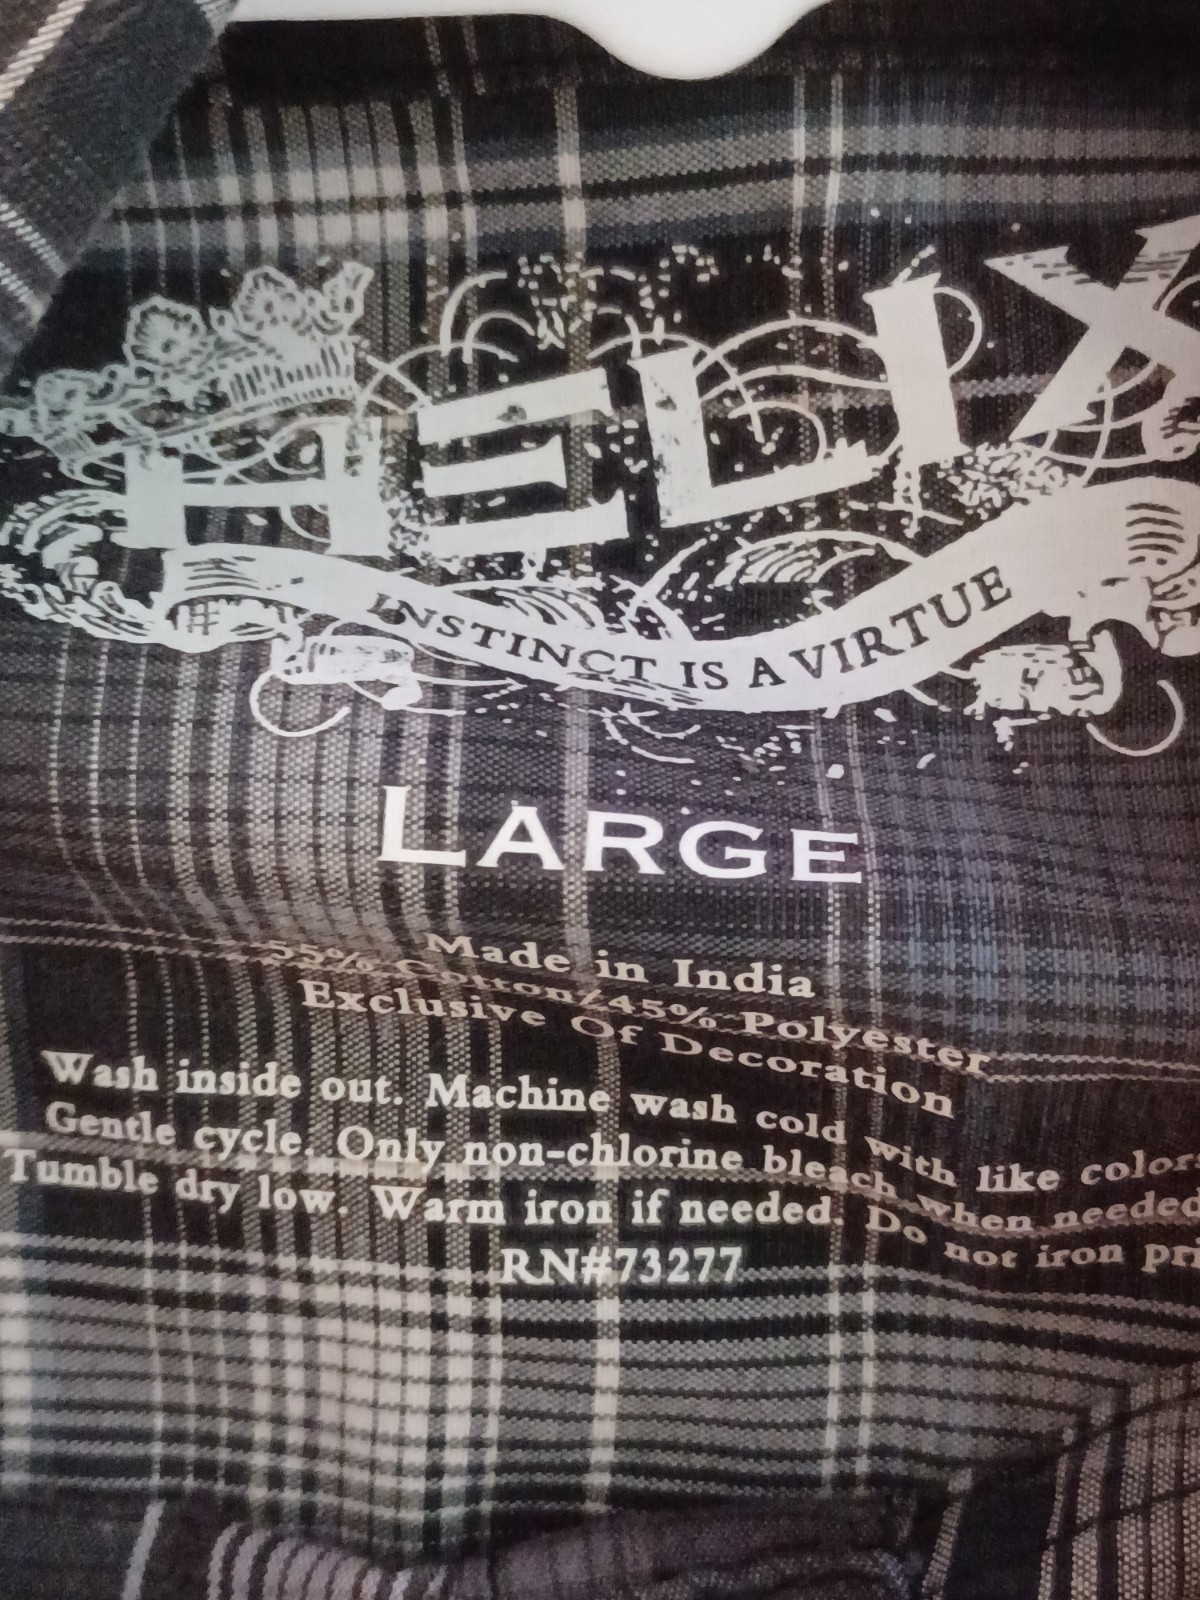 HELIX
INSTINCT IS A VIRTUE
LARGE
Made in India
55% Cotton/45% Polyester
Exclusive Of Decoration
Wash inside out. Machine wash cold with like colors
Gentle cycle. Only non-chlorine bleach when needed
Tumble dry low. Warm iron if needed. Do not iron pri
RN#73277